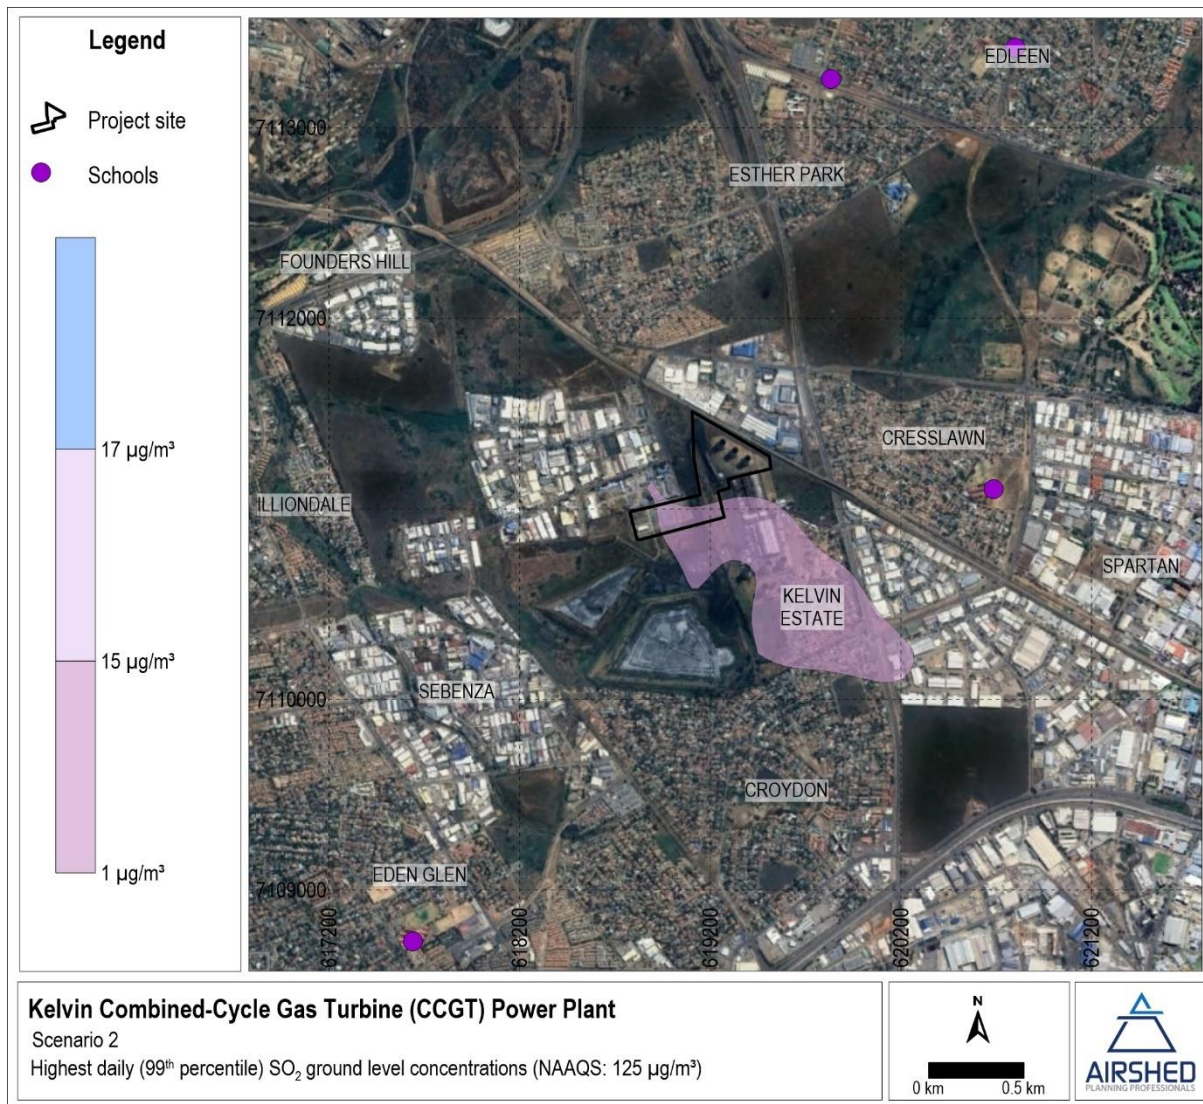 Legend
Project site
Schools
17 µg/m³
15 µg/m³
1 µg/m³
EDLEEN
7113000
ESTHER PARK
FOUNDERS HILL
7112000
CRESSLAWN
ILLIONDALE
SPARTAN
KELVIN
ESTATE
SEBENZA
7110000
CROYDON
EDEN GLEN
7109000
617200
618200
619200
620200
621200
Kelvin Combined-Cycle Gas Turbine (CCGT) Power Plant
Scenario 2
Highest daily (99th percentile) SO₂ ground level concentrations (NAAQS: 125 µg/m³)
N
0 km 0.5 km
AIRSHED
PLANNING PROFESSIONALS